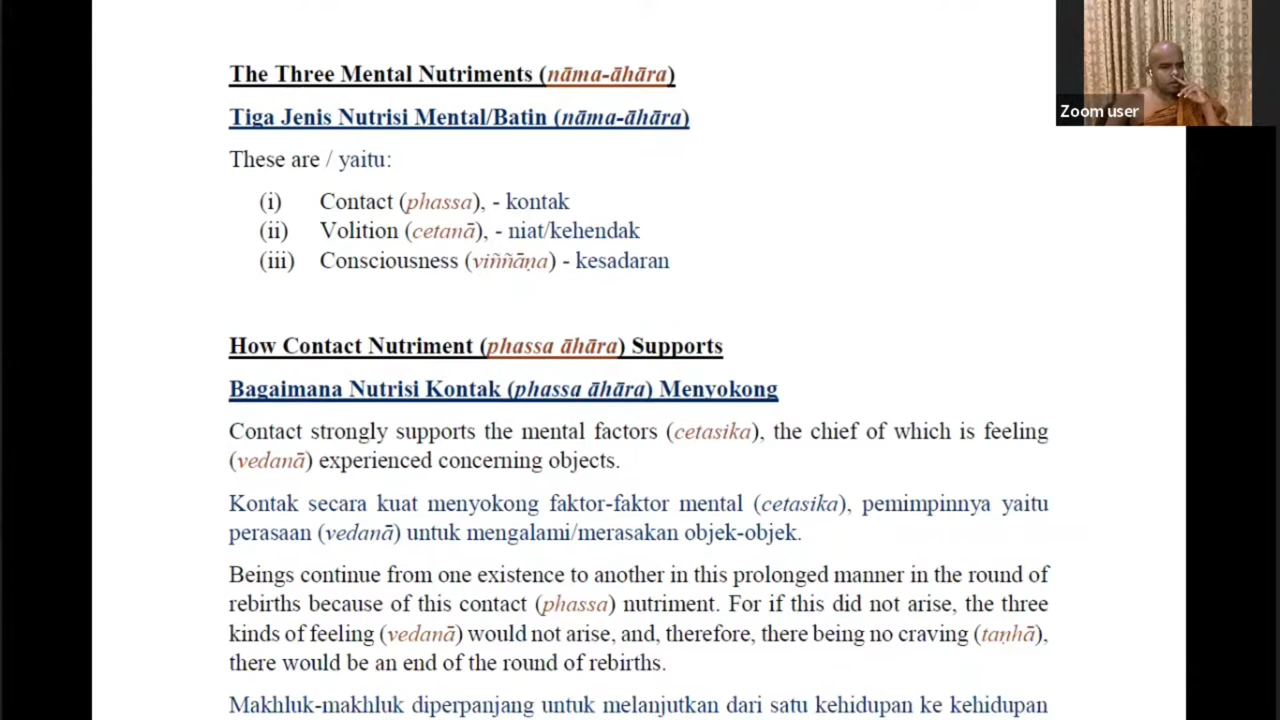 The Three Mental Nutriments (nāma-āhāra)
Tiga Jenis Nutrisi Mental/Batin (nāma-āhāra)
These are / yaitu:
(i) Contact (phassa), - kontak
(ii) Volition (cetanā), - niat/kehendak
(iii) Consciousness (viññāṇa) - kesadaran
How Contact Nutriment (phassa āhāra) Supports
Bagaimana Nutrisi Kontak (phassa āhāra) Menyokong
Contact strongly supports the mental factors (cetasika), the chief of which is feeling
(vedanā) experienced concerning objects.
Kontak secara kuat menyokong faktor-faktor mental (cetasika), pemimpinnya yaitu
perasaan (vedanā) untuk mengalami/merasakan objek-objek.
Beings continue from one existence to another in this prolonged manner in the round of
rebirths because of this contact (phassa) nutriment. For if this did not arise, the three
kinds of feeling (vedanā) would not arise, and, therefore, there being no craving (taṇhā),
there would be an end of the round of rebirths.
Makhluk-makhluk diperpanjang untuk melanjutkan dari satu kehidupan ke kehidupan
Zoom user